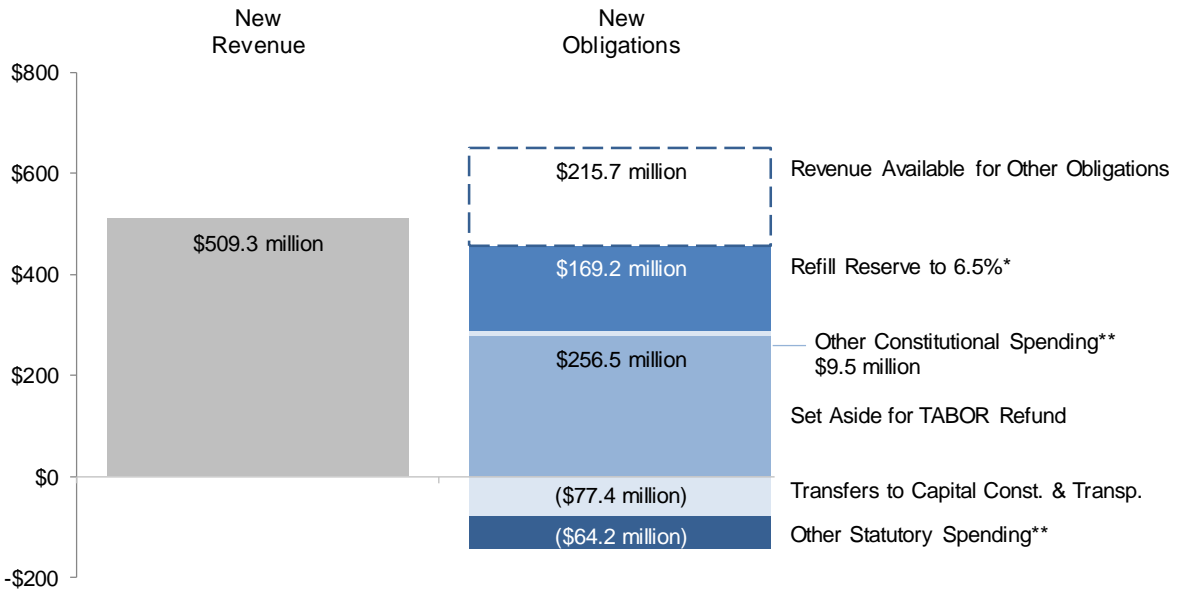 New
Revenue
New
Obligations
$800
$600
$400
$200
$0
-$200
$509.3 million
$215.7 million
Revenue Available for Other Obligations
$169.2 million
Refill Reserve to 6.5%*
Other Constitutional Spending**
$9.5 million
$256.5 million
Set Aside for TABOR Refund
($77.4 million)
Transfers to Capital Const. & Transp.
($64.2 million)
Other Statutory Spending**